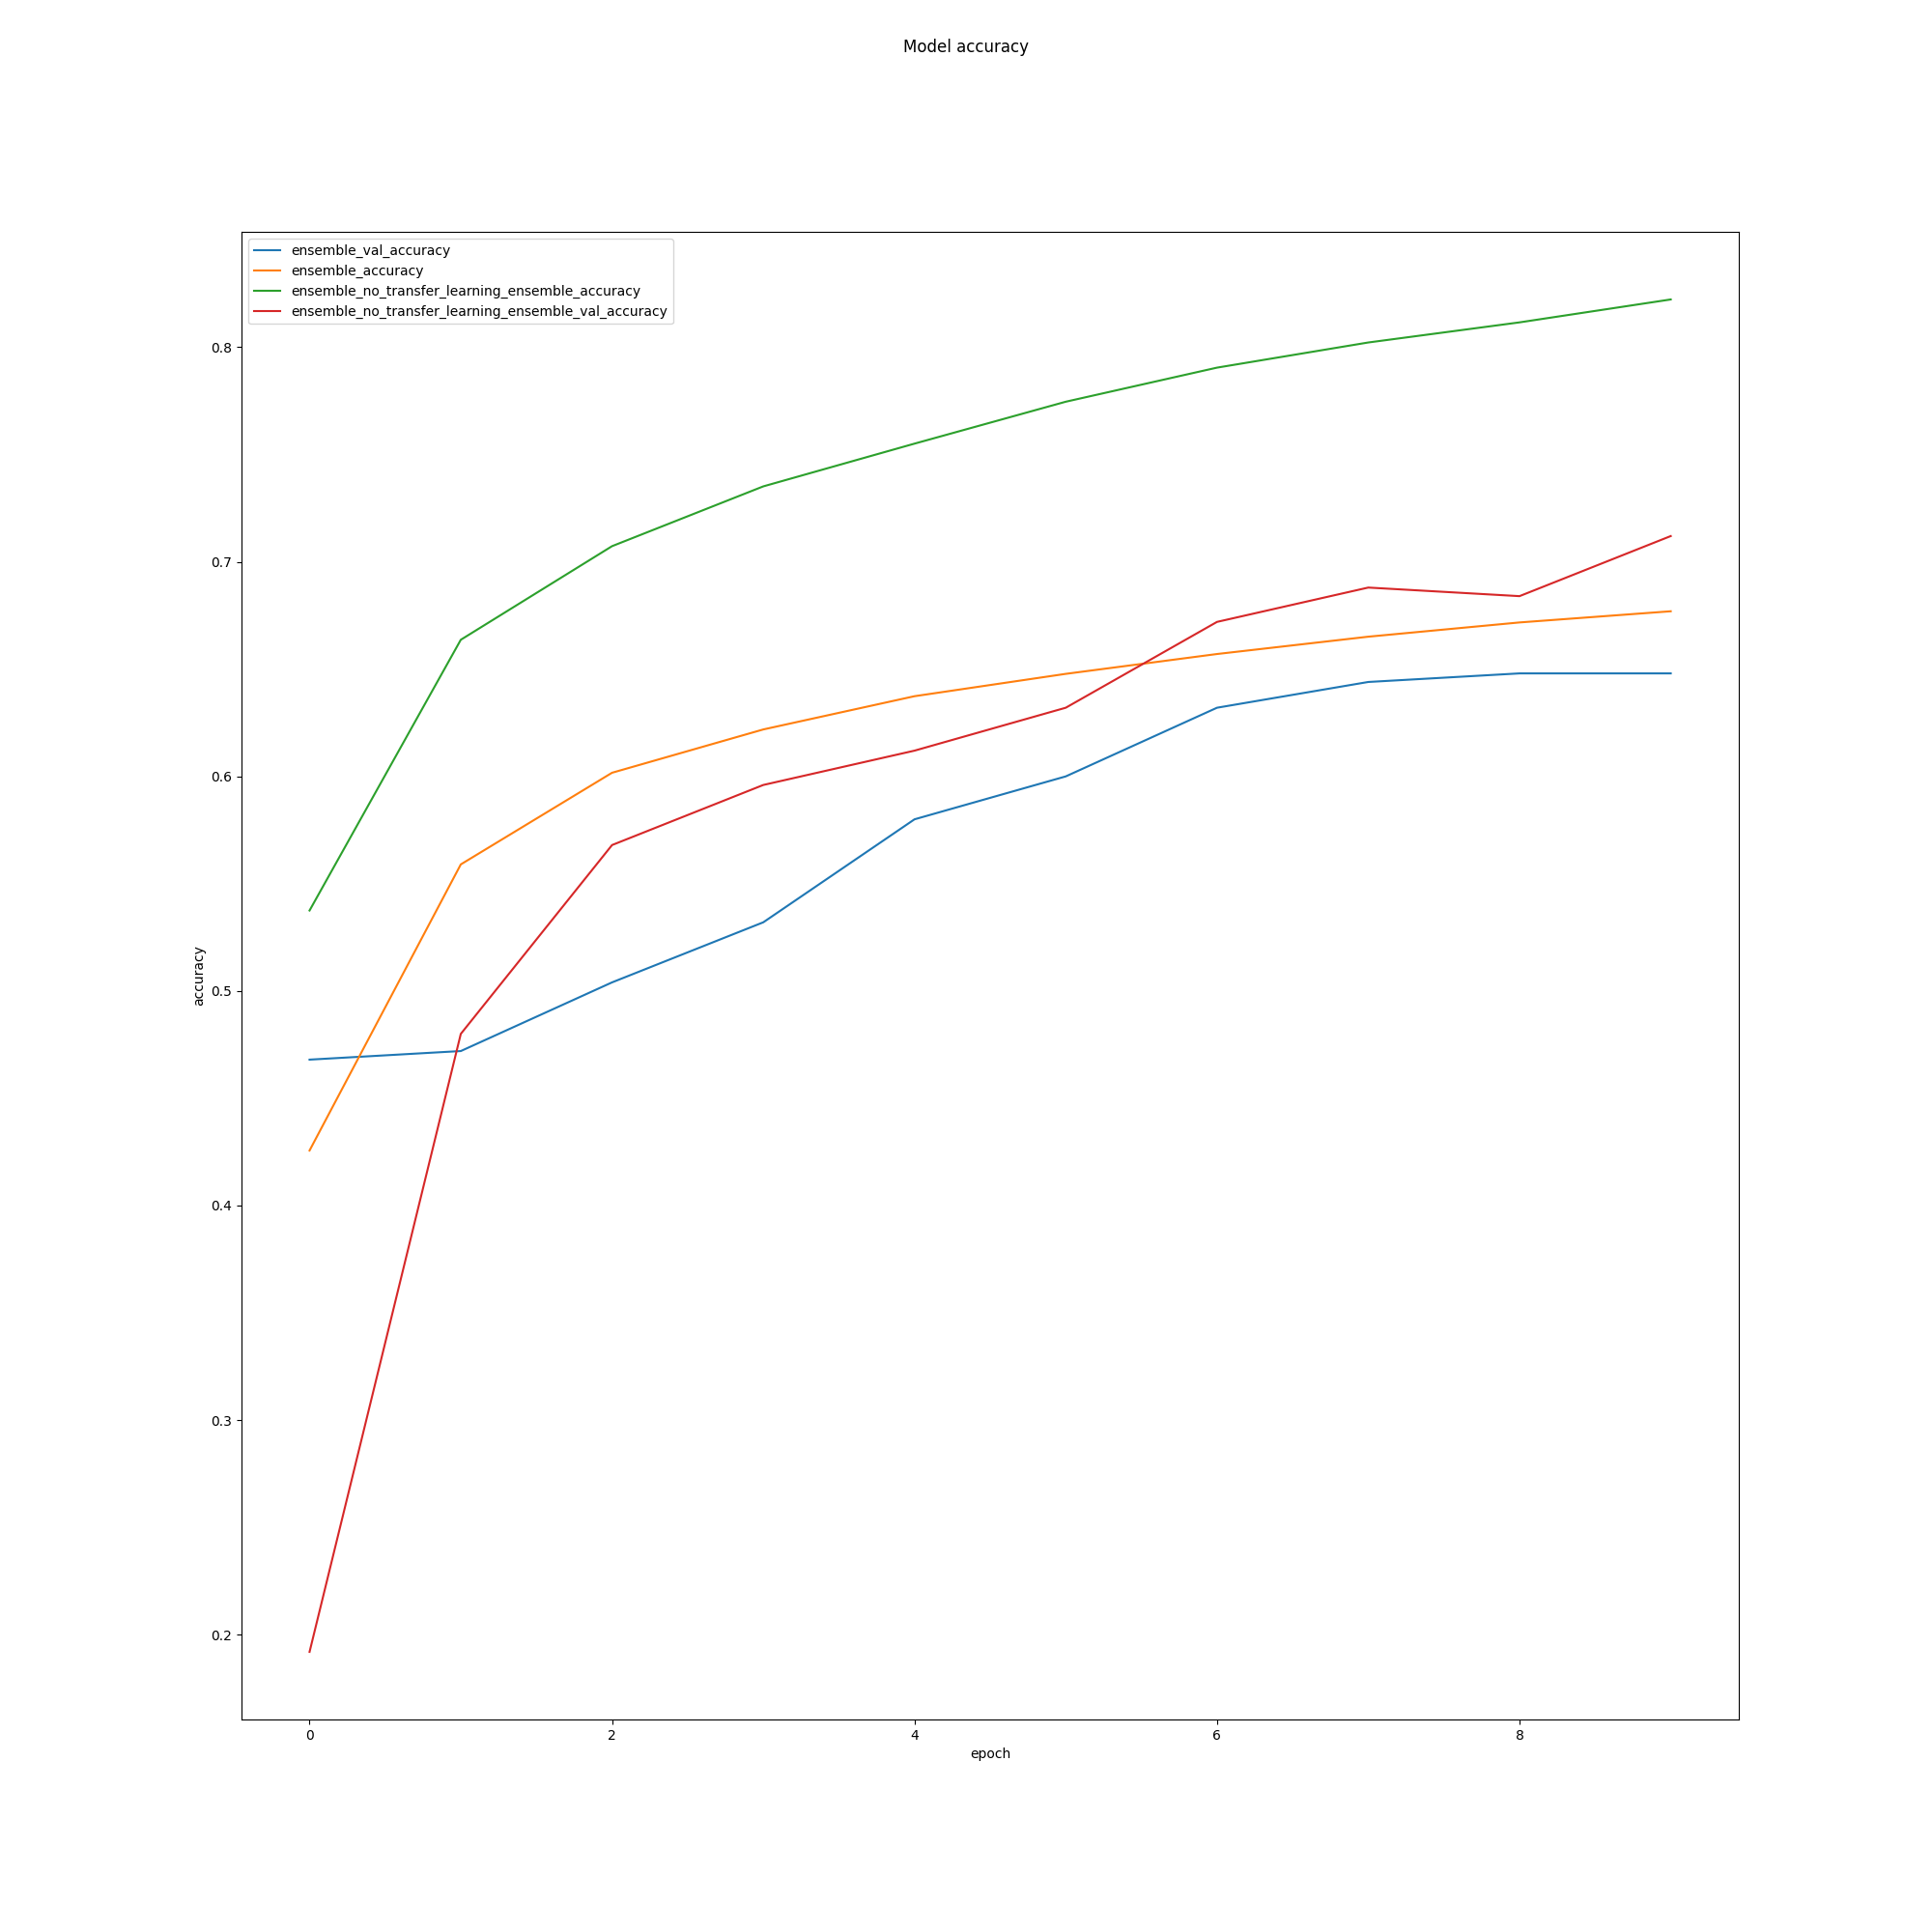 Model accuracy
ensemble_val_accuracy
ensemble_accuracy
ensemble_no_transfer_learning_ensemble_accuracy
ensemble_no_transfer_learning_ensemble_val_accuracy
0.8
0.7
0.6
0.5
0.4
0.3
0.2
accuracy
0 2 4 6 8
epoch